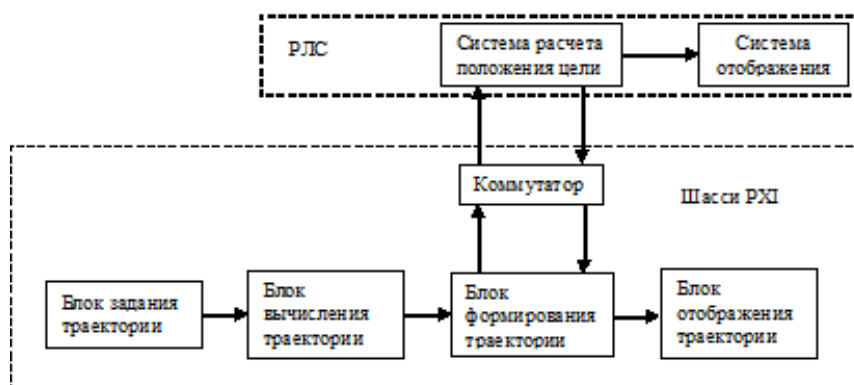 РЛС
Система расчета
положения цели
Система
отображения
Коммутатор
Шасси PXI
Блок задания
траектории
Блок
вычисления
траектории
Блок
формирования
траектории
Блок
отображения
траектории